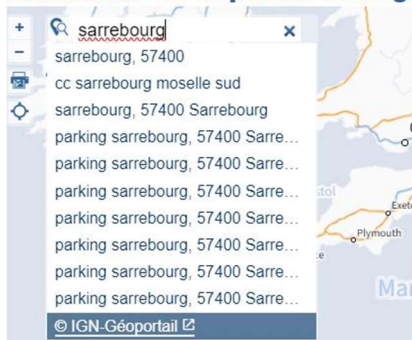 sarrebourg
sarrebourg, 57400
cc sarrebourg moselle sud
sarrebourg, 57400 Sarrebourg
parking sarrebourg, 57400 Sarre...
parking sarrebourg, 57400 Sarre...
parking sarrebourg, 57400 Sarre...
parking sarrebourg, 57400 Sarre...
parking sarrebourg, 57400 Sarre...
parking sarrebourg, 57400 Sarre...
parking sarrebourg, 57400 Sarre...
© IGN-Géoportail
Exet
Plymouth